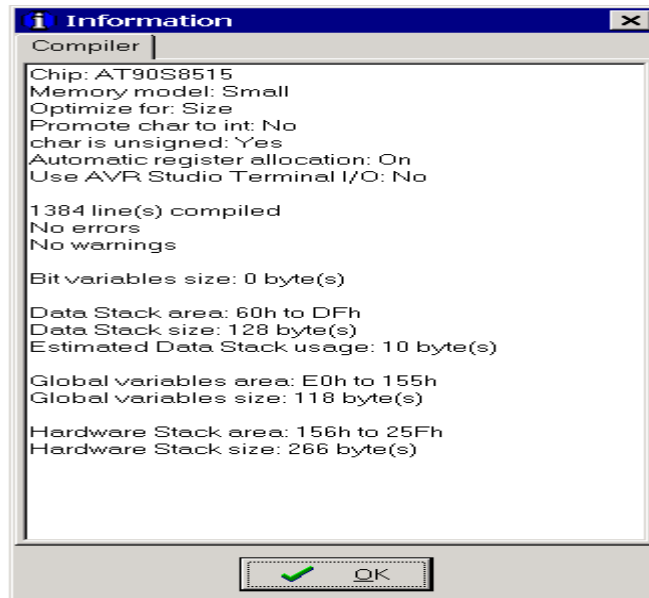 Information
Compiler
Chip: AT90S8515
Memory model: Small
Optimize for: Size
Promote char to int: No
char is unsigned: Yes
Automatic register allocation: On
Use AVR Studio Terminal I/O: No
1384 line(s) compiled
No errors
No warnings
Bit variables size: 0 byte(s)
Data Stack area: 60h to DFh
Data Stack size: 128 byte(s)
Estimated Data Stack usage: 10 byte(s)
Global variables area: E0h to 155h
Global variables size: 118 byte(s)
Hardware Stack area: 156h to 25Fh
Hardware Stack size: 266 byte(s)
OK